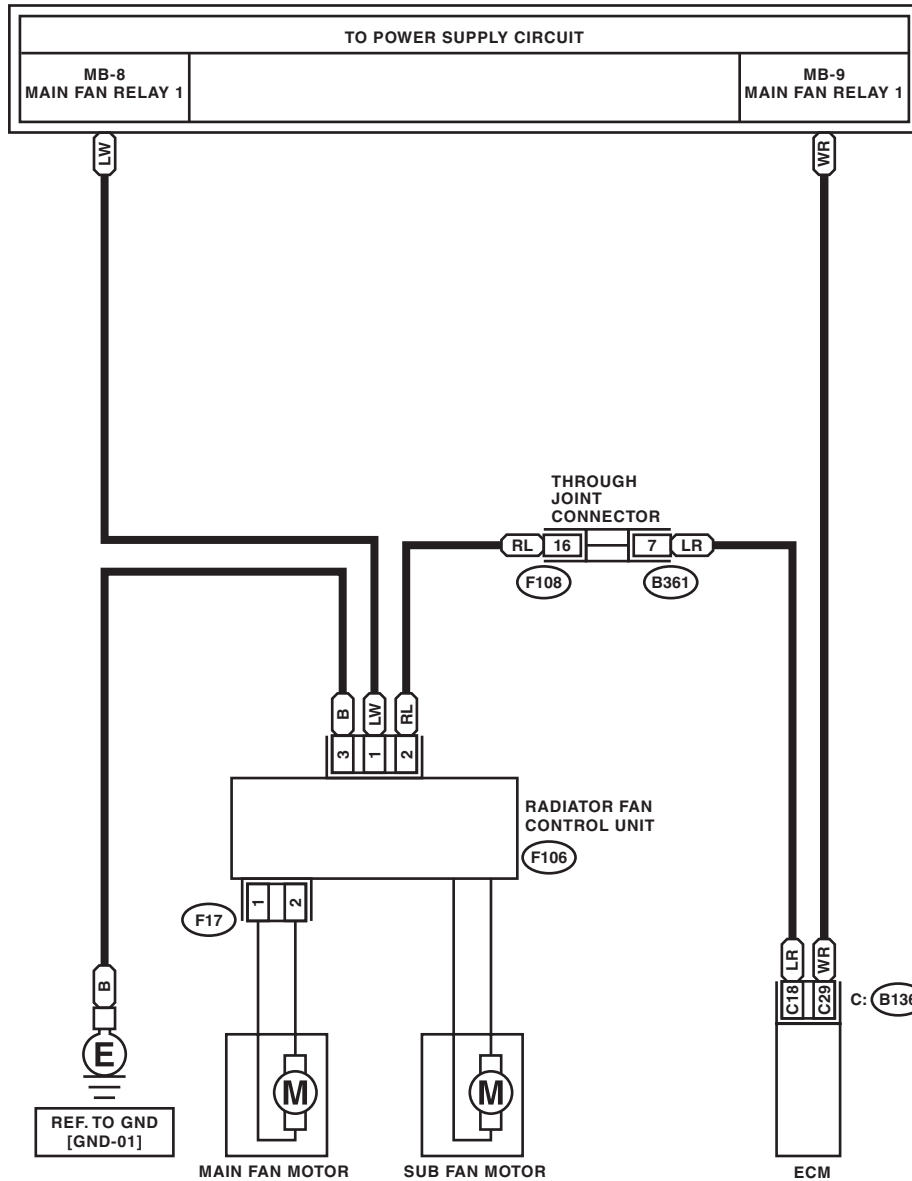 TO POWER SUPPLY CIRCUIT
MB-8
MAIN FAN RELAY 1
MB-9
MAIN FAN RELAY 1
LW
WR
THROUGH
JOINT
CONNECTOR
RL 16 7 LR
F108 B361
B LW RL
3 1 2
RADIATOR FAN
CONTROL UNIT
F106
1 2
F17
LR WR
C18 C29
C: B136
B
E
M
M
REF. TO GND
[GND-01]
MAIN FAN MOTOR
SUB FAN MOTOR
ECM